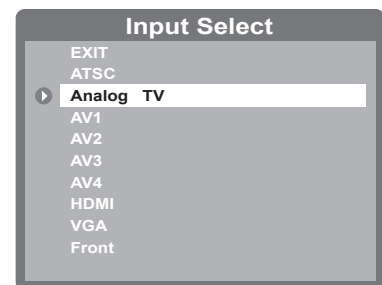 Input Select
EXIT
ATSC
Analog TV
AV1
AV2
AV3
AV4
HDMI
VGA
Front